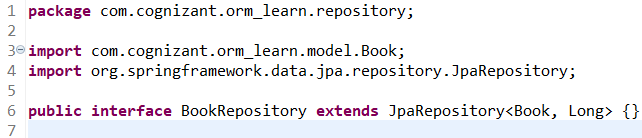 1 package com.cognizant.orm_learn.repository;
2
3 import com.cognizant.orm_learn.model.Book;
4 import org.springframework.data.jpa.repository.JpaRepository;
5
6 public interface BookRepository extends JpaRepository<Book, Long> {}
7